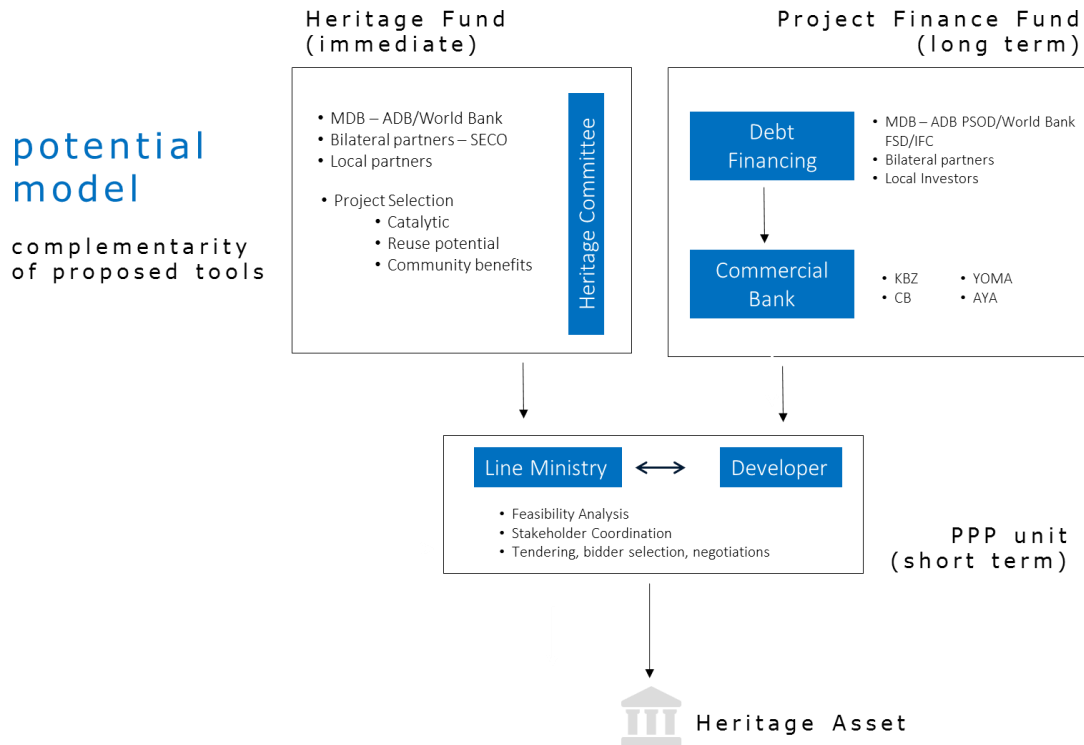 Heritage Fund
(immediate)
Project Finance Fund
(long term)
potential
model
complementarity
of proposed tools
• MDB – ADB/World Bank
• Bilateral partners – SECO
• Local partners
• Project Selection
• Catalytic
• Reuse potential
• Community benefits
Heritage Committee
Debt
Financing
• MDB – ADB PSOD/World Bank
FSD/IFC
• Bilateral partners
• Local Investors
Commercial
Bank
• KBZ
• CB
• YOMA
• AYA
Line Ministry
Developer
• Feasibility Analysis
• Stakeholder Coordination
• Tendering, bidder selection, negotiations
PPP unit
(short term)
Heritage Asset